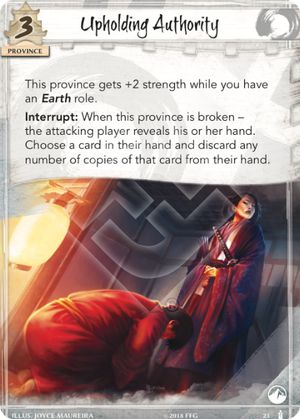 3
PROVINCE
Upholding Authority
This province gets +2 strength while you have
an Earth role.
Interrupt: When this province is broken –
the attacking player reveals his or her hand.
Choose a card in their hand and discard any
number of copies of that card from their hand.
ILLUS. JOYCE MAUREIRA
©2018 FFG
23